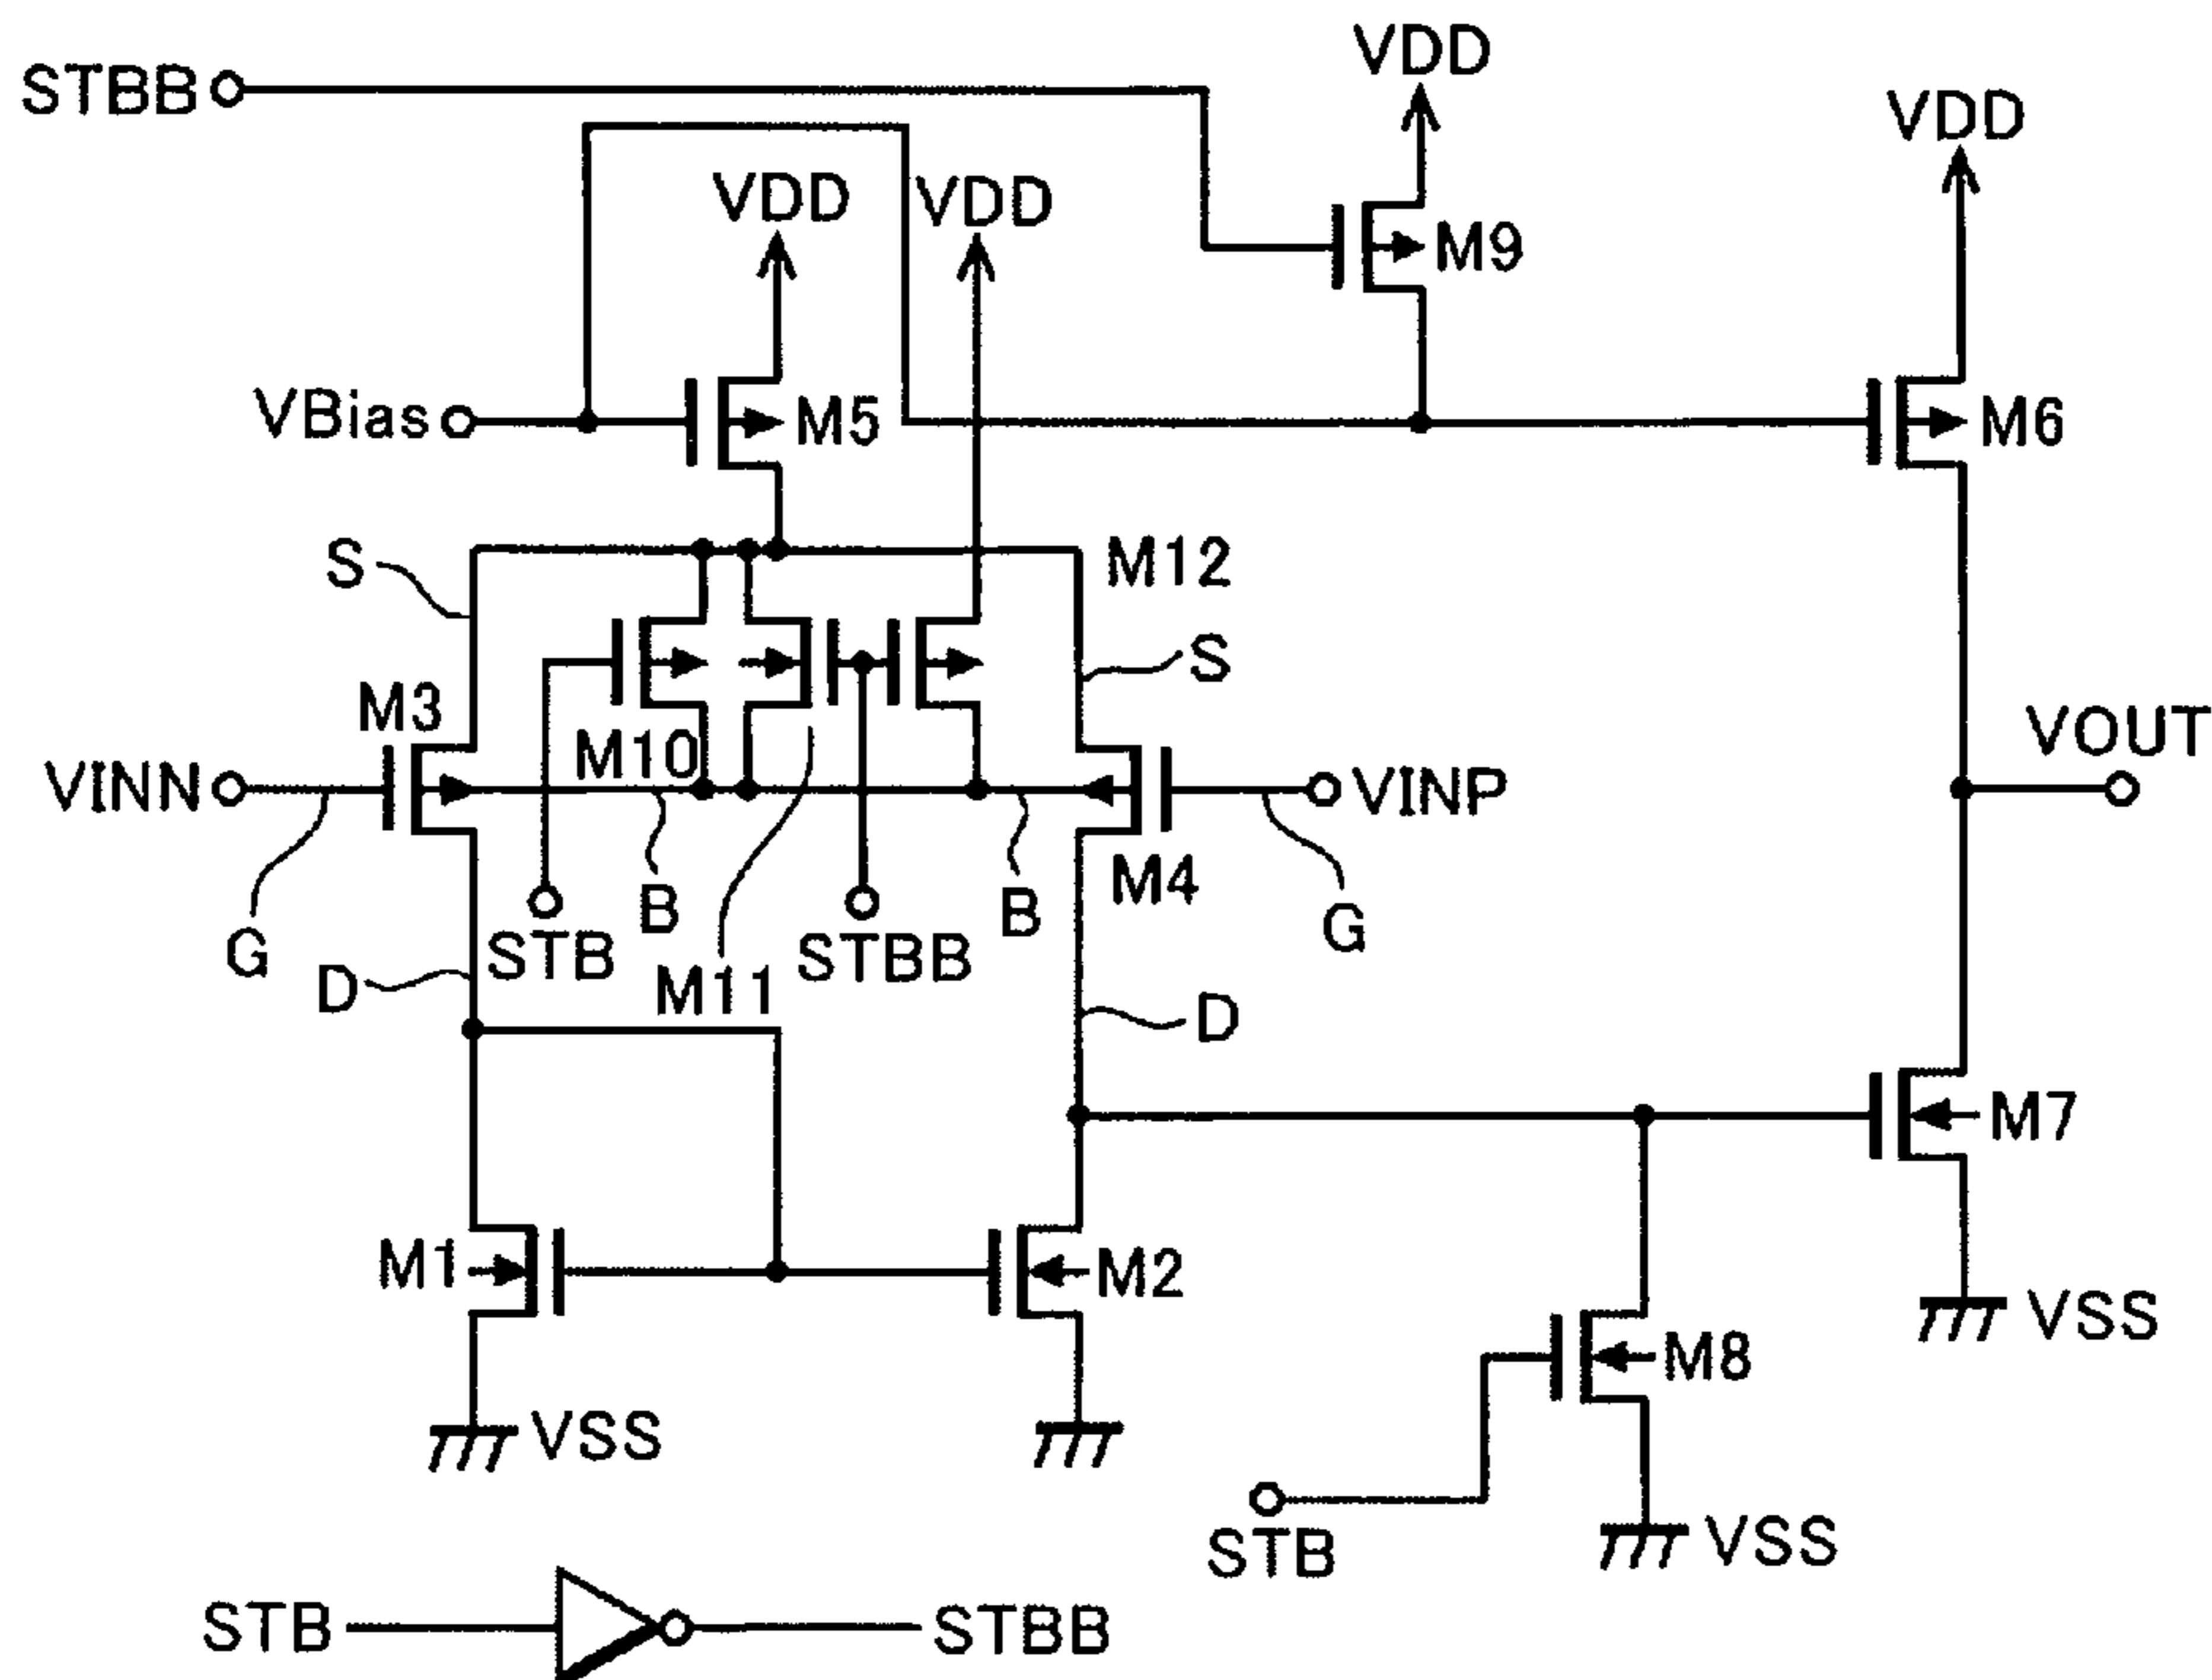 VDD
STBB
VDD
VDD
VDD
M9
VBias
M5
M6
S
M12
S
M3
VOUT
M10
VINN
VINP
M4
B
B
G
G
STB
STBB
D
M11
D
M7
M1
M2
VSS
M8
VSS
STB
VSS
STB
STBB